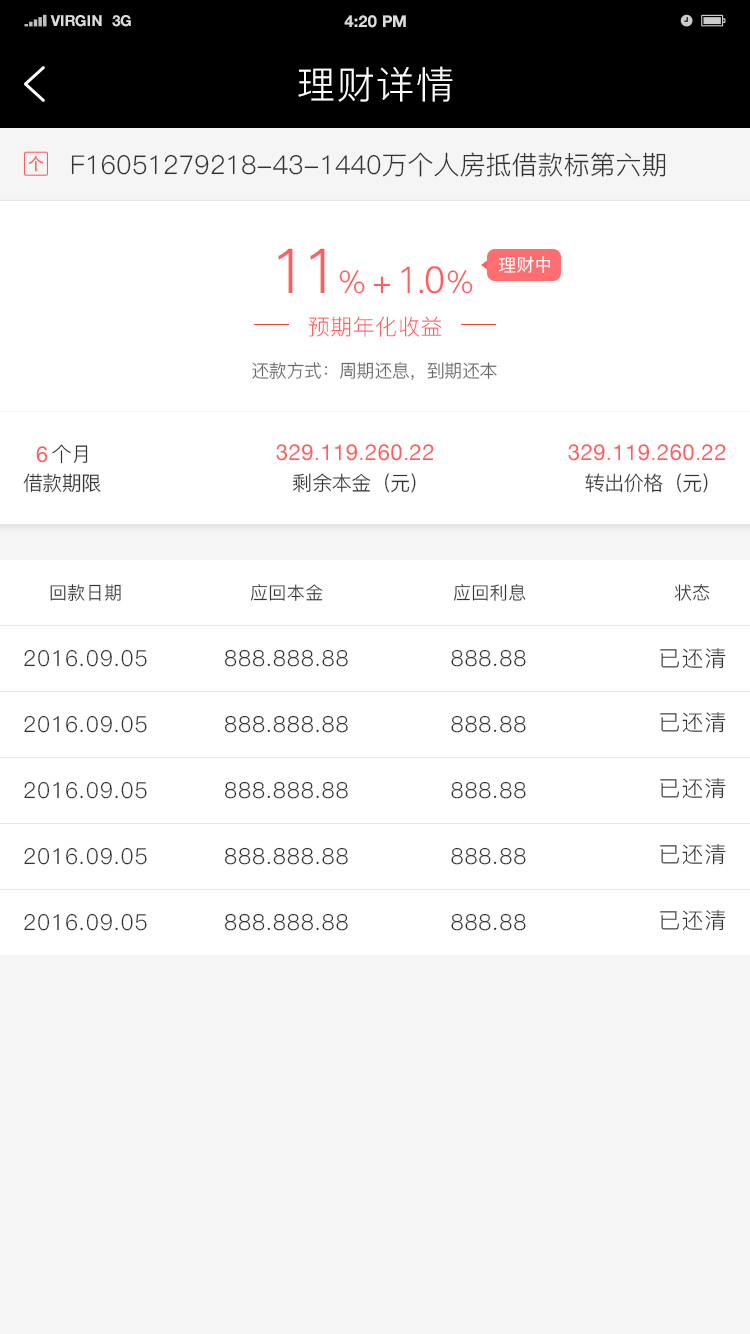 VIRGIN 3G 4:20 PM
理财详情
个 F16051279218-43-1440万个人房抵借款标第六期
11% + 1.0% 理财中
预期年化收益
还款方式：周期还息，到期还本
6个月 329.119.260.22 329.119.260.22
借款期限 剩余本金（元） 转出价格（元）
回款日期 应回本金 应回利息 状态
2016.09.05 888.888.88 888.88 已还清
2016.09.05 888.888.88 888.88 已还清
2016.09.05 888.888.88 888.88 已还清
2016.09.05 888.888.88 888.88 已还清
2016.09.05 888.888.88 888.88 已还清